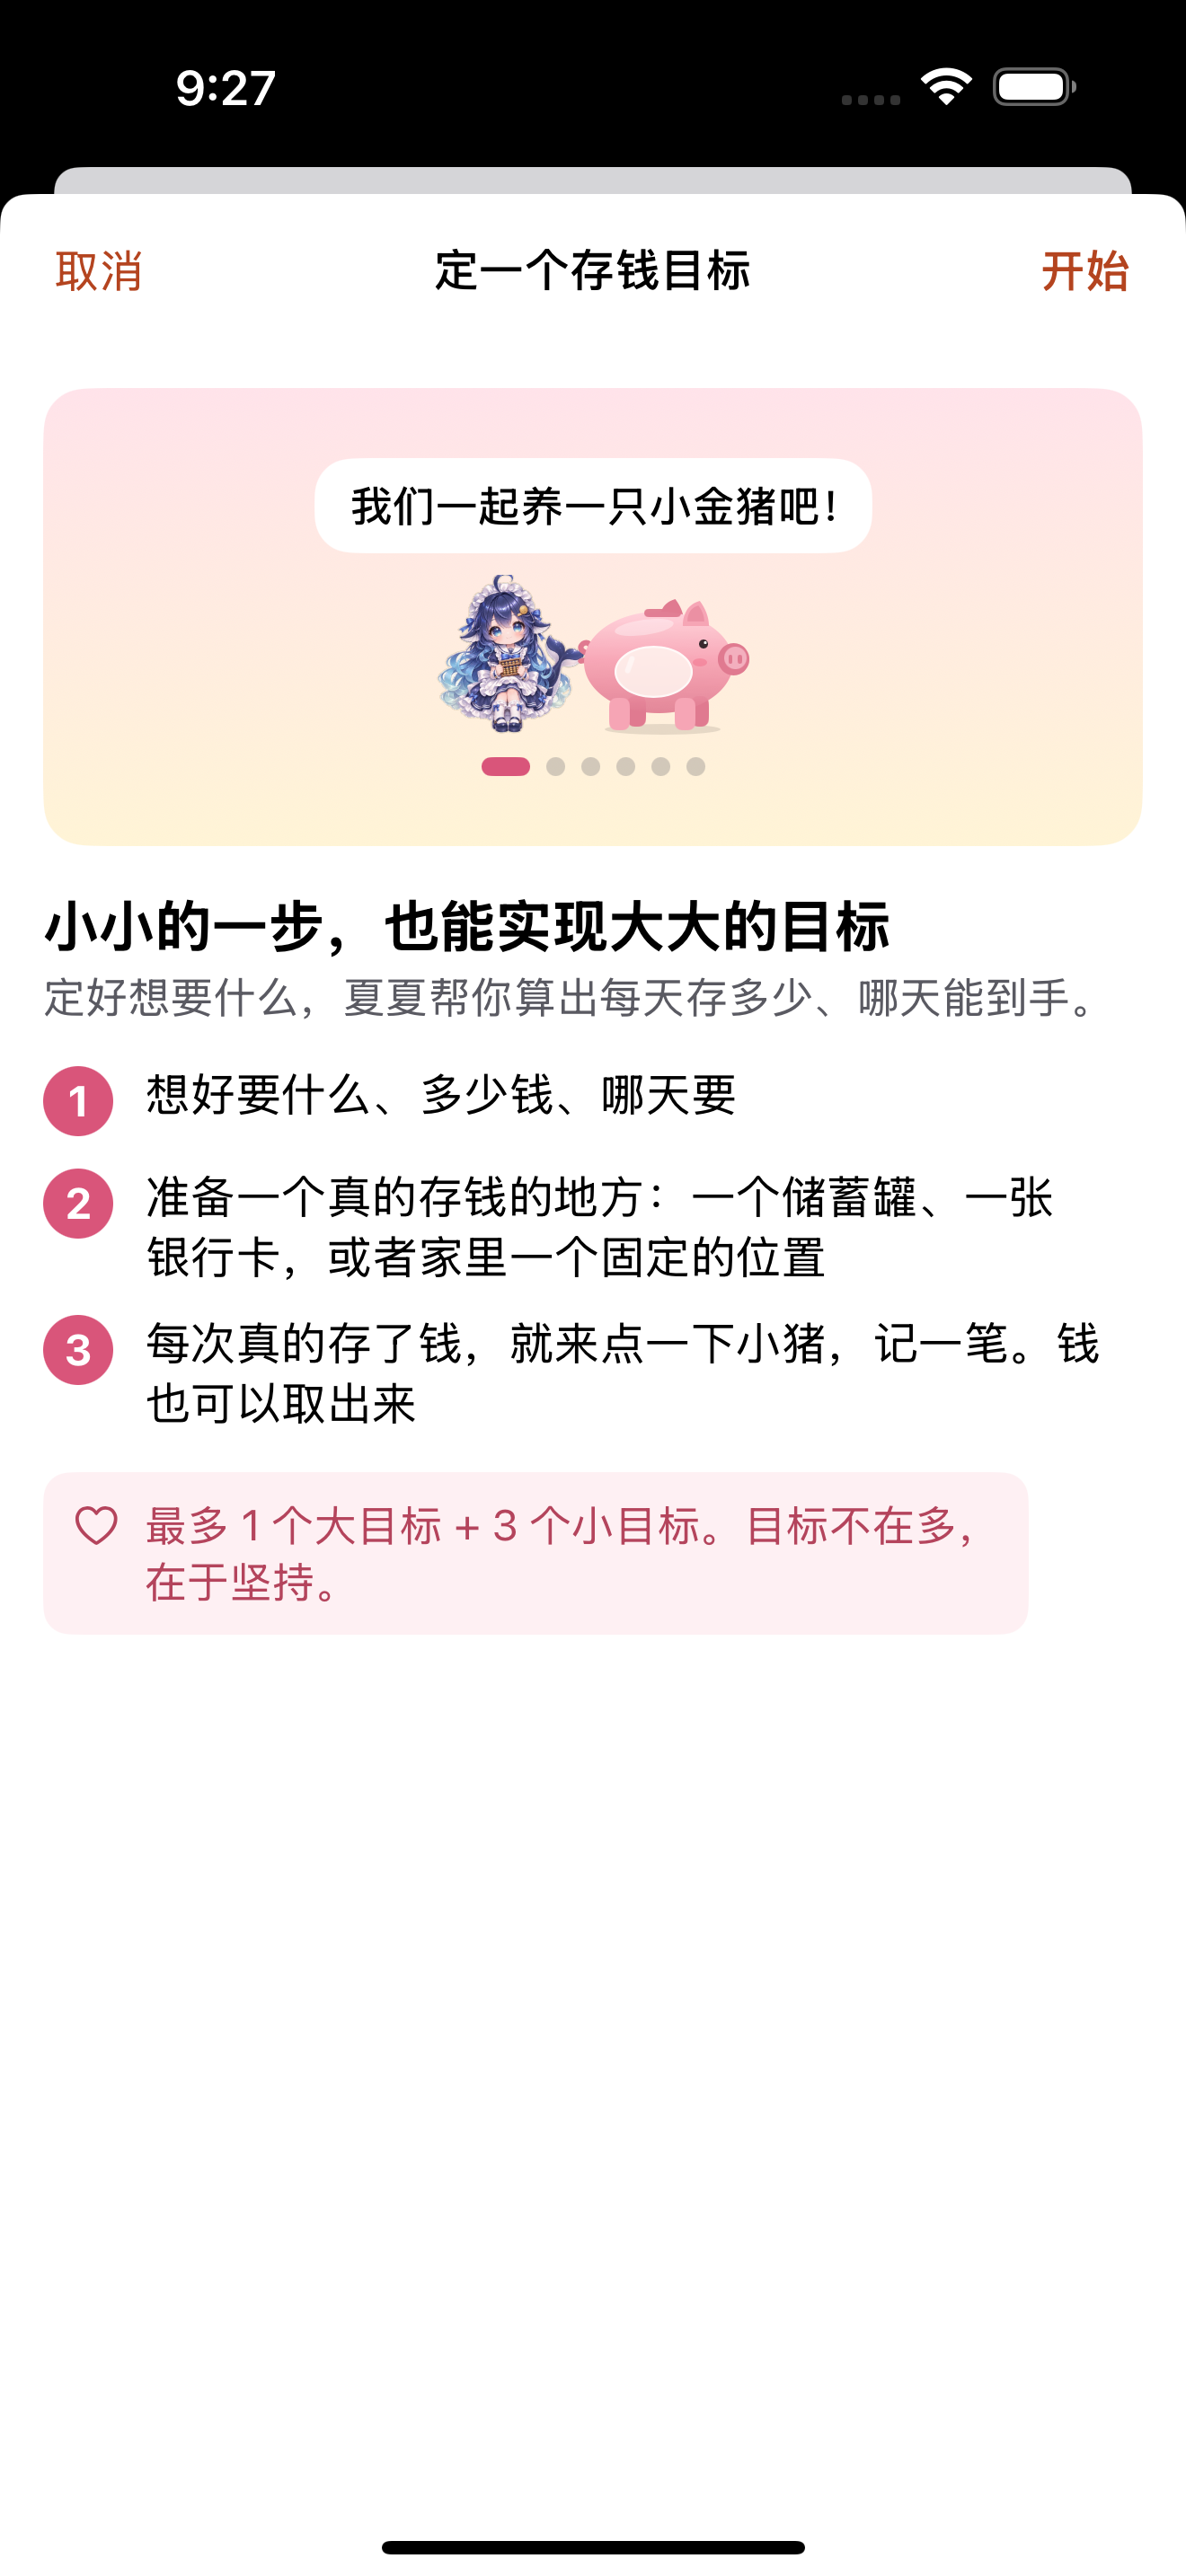 9:27
取消
定一个存钱目标
开始
我们一起养一只小金猪吧！
小小的一步，也能实现大大的目标
定好想要什么，夏夏帮你算出每天存多少、哪天能到手。
1
想好要什么、多少钱、哪天要
2
准备一个真的存钱的地方：一个储蓄罐、一张
银行卡，或者家里一个固定的位置
3
每次真的存了钱，就来点一下小猪，记一笔。钱
也可以取出来
最多 1 个大目标 + 3 个小目标。目标不在多，
在于坚持。